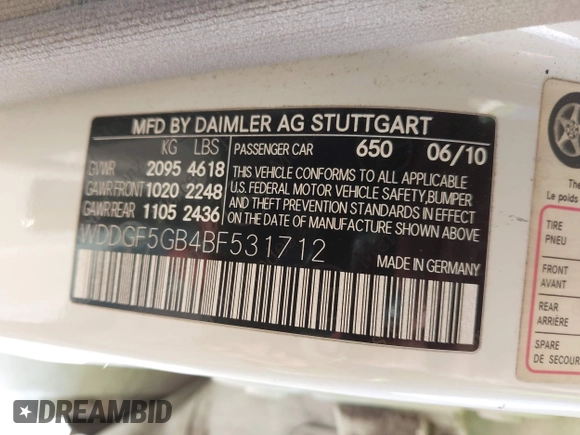 MFD BY DAIMLER AG STUTTGART
KG LBS
GVWR 2095 4618
GAWR FRONT 1020 2248
GAWR REAR 1105 2436
PASSENGER CAR 650 06/10
THIS VEHICLE CONFORMS TO ALL APPLICABLE
U.S. FEDERAL MOTOR VEHICLE SAFETY,BUMPER
AND THEFT PREVENTION STANDARDS IN EFFECT
ON THE DATE OF MANUFACTURE SHOWN ABOVE
WDDGF5GB4BF531712
MADE IN GERMANY
The
Le poids
TIRE
PNEU
FRONT
AVANT
REAR
ARRIÈRE
SPARE
DE SECOUR
DREAMBID